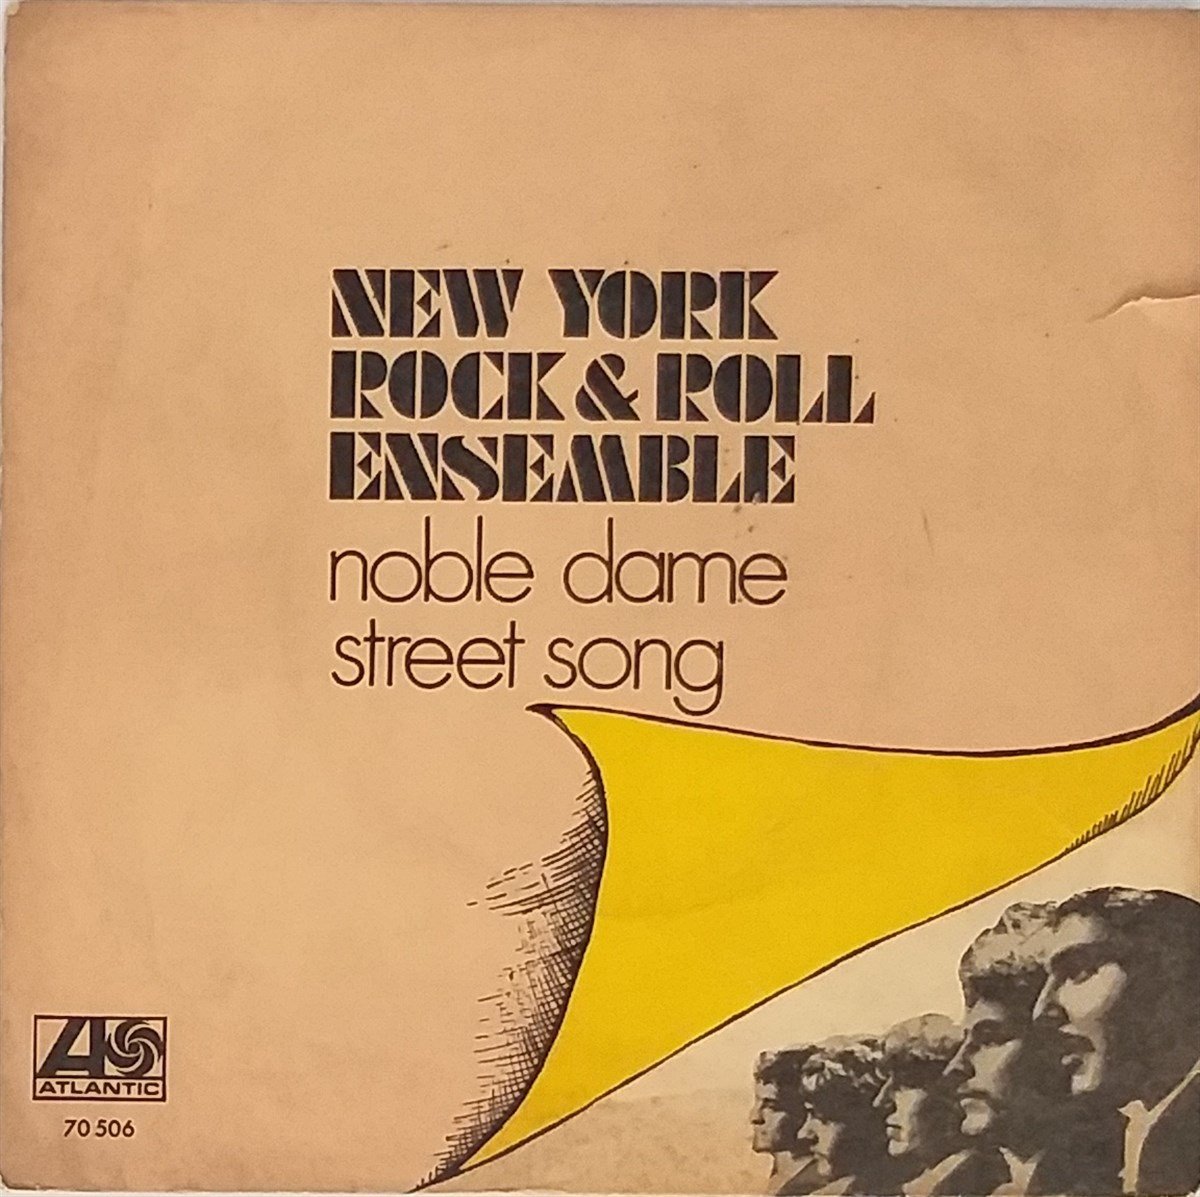 NEW YORK
ROCK & ROLL
ENSEMBLE
noble dame
street song
ATLANTIC
70 506